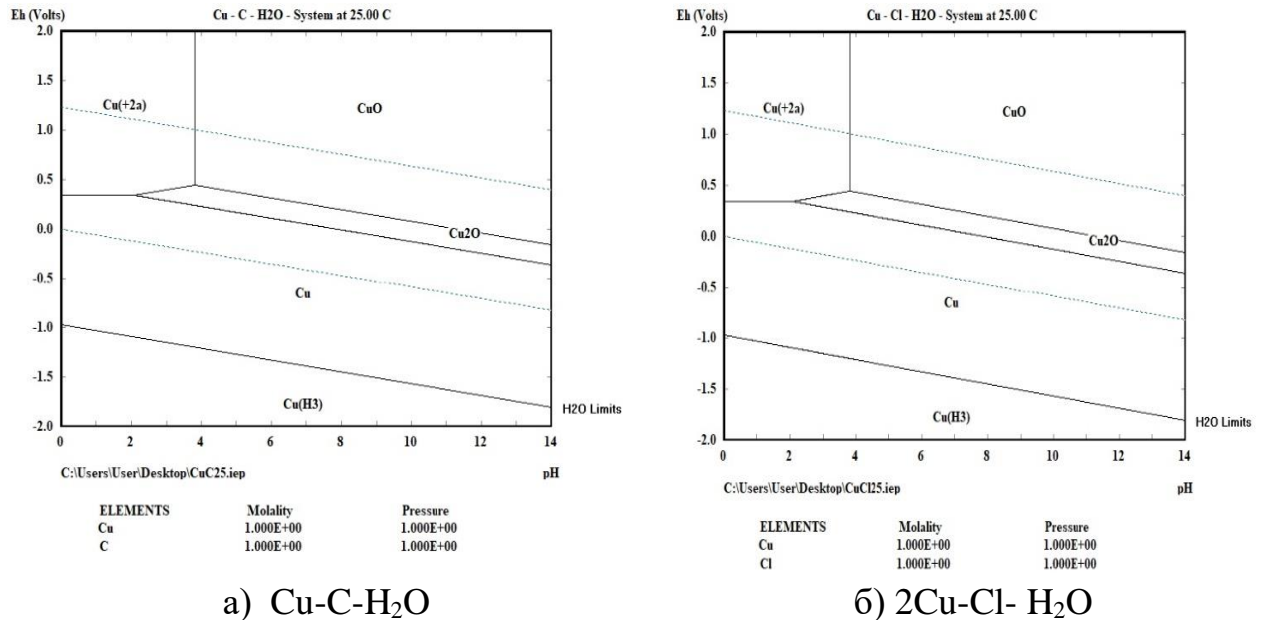 Eh (Volts) Cu - C - H2O - System at 25.00 C
2.0
1.5
Cu(+2a)
CuO
1.0
0.5
Cu2O
0.0
-0.5
Cu
-1.0
-1.5
Cu(H3)
H2O Limits
-2.0
0 2 4 6 8 10 12 14
C:\Users\User\Desktop\CuC25.iep pH
ELEMENTS Molality Pressure
Cu 1.000E+00 1.000E+00
C 1.000E+00 1.000E+00
а) Cu-C-H₂O
Eh (Volts) Cu - Cl - H2O - System at 25.00 C
2.0
1.5
Cu(+2a)
CuO
1.0
0.5
0.0
Cu2O
-0.5
Cu
-1.0
-1.5
Cu(H3)
H2O Limits
-2.0
0 2 4 6 8 10 12 14
C:\Users\User\Desktop\CuCl25.iep pH
ELEMENTS Molality Pressure
Cu 1.000E+00 1.000E+00
Cl 1.000E+00 1.000E+00
б) 2Cu-Cl- H₂O